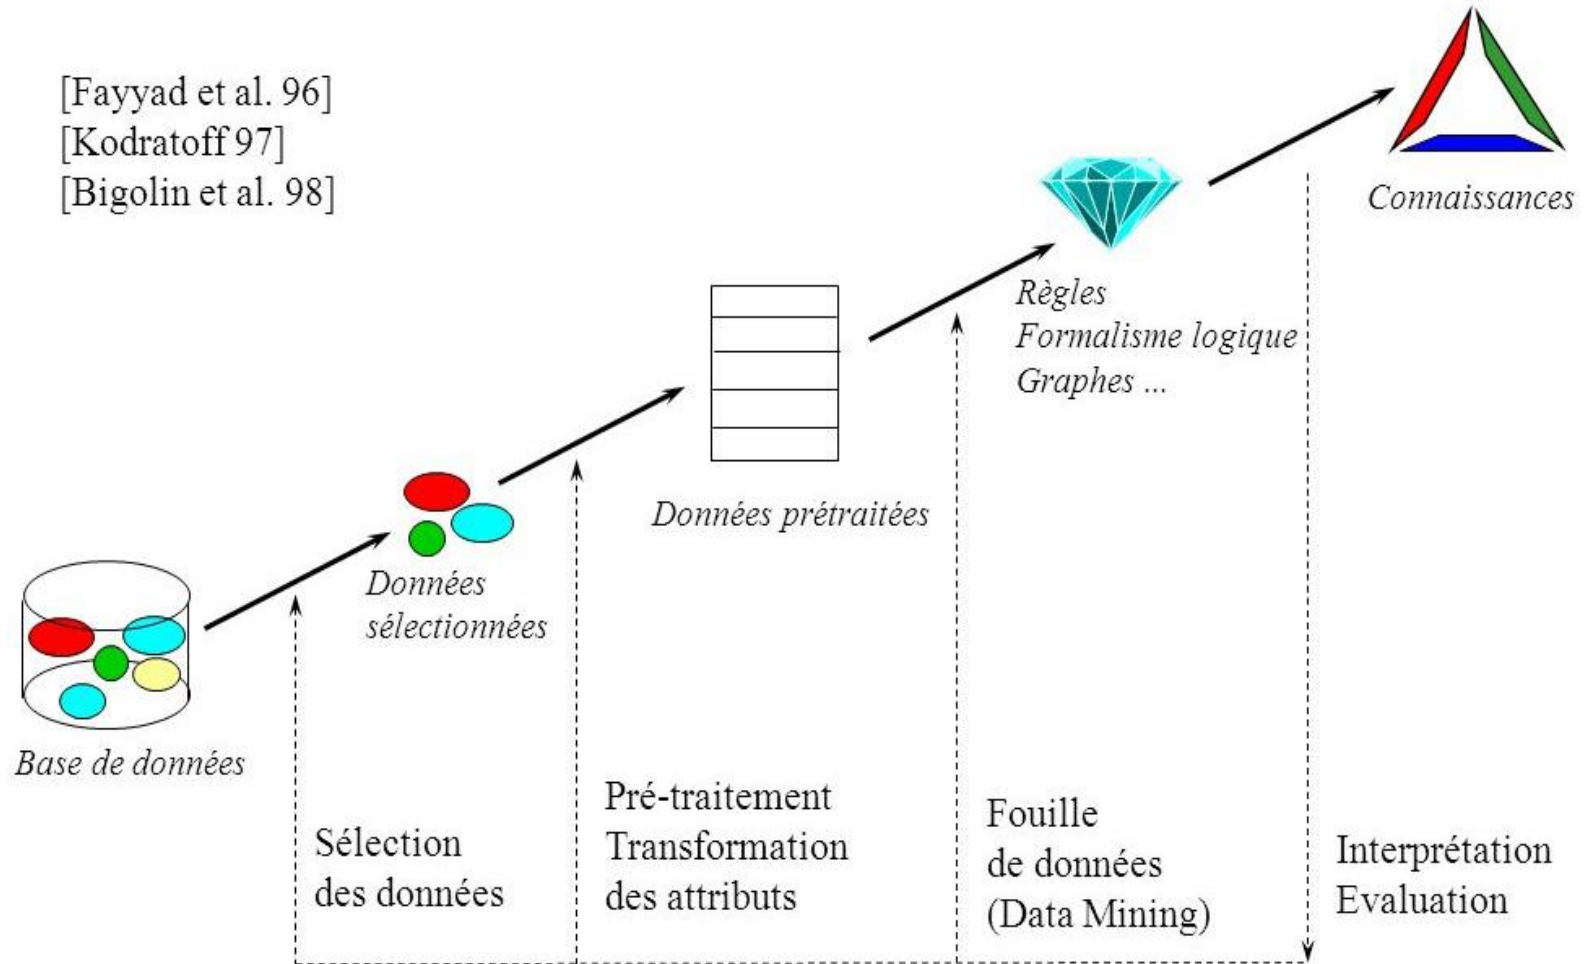 [Fayyad et al. 96]
[Kodratoff 97]
[Bigolin et al. 98]
Connaissances
Règles
Formalisme logique
Graphes ...
Données prétraitées
Données
sélectionnées
Base de données
Sélection
des données
Pré-traitement
Transformation
des attributs
Fouille
de données
(Data Mining)
Interprétation
Evaluation